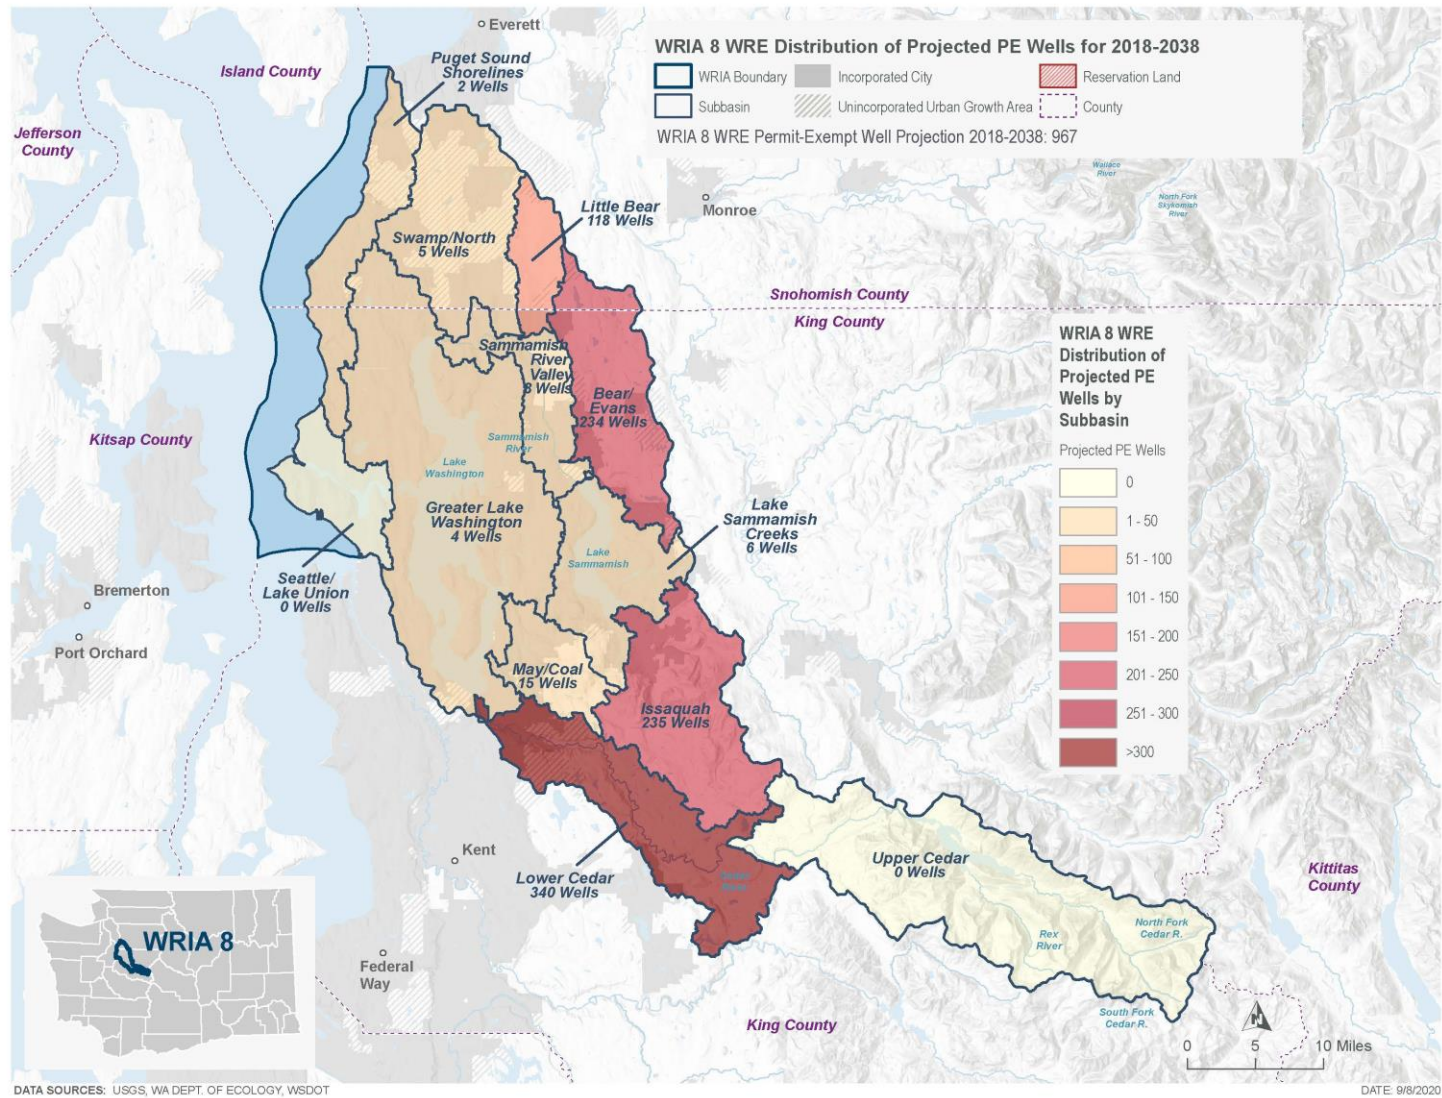 Everett
WRIA 8 WRE Distribution of Projected PE Wells for 2018-2038
WRIA Boundary
Incorporated City
Reservation Land
Subbasin
Unincorporated Urban Growth Area
County
WRIA 8 WRE Permit-Exempt Well Projection 2018-2038: 967
Island County
Puget Sound
Shorelines
2 Wells
Jefferson
County
Wallace
River
North Fork
Skykomish
River
Monroe
Little Bear
118 Wells
Swamp/North
5 Wells
Snohomish County
King County
WRIA 8 WRE
Distribution of
Projected PE
Wells by
Subbasin
Projected PE Wells
0
1 - 50
51 - 100
101 - 150
151 - 200
201 - 250
251 - 300
>300
Sammamish
River
Valley
8 Wells
Bear/
Evans
234 Wells
Kitsap County
Sammamish
River
Lake
Washington
Greater Lake
Washington
4 Wells
Lake
Sammamish
Creeks
6 Wells
Lake
Sammamish
Seattle/
Lake Union
0 Wells
Bremerton
Port Orchard
May/Coal
15 Wells
Issaquah
235 Wells
Kent
Lower Cedar
340 Wells
River
Upper Cedar
0 Wells
Kittitas
County
North Fork
Cedar R.
Rex
River
South Fork
Cedar R.
WRIA 8
Federal
Way
King County
N
0 5 10 Miles
DATA SOURCES: USGS, WA DEPT. OF ECOLOGY, WSDOT
DATE: 9/8/2020